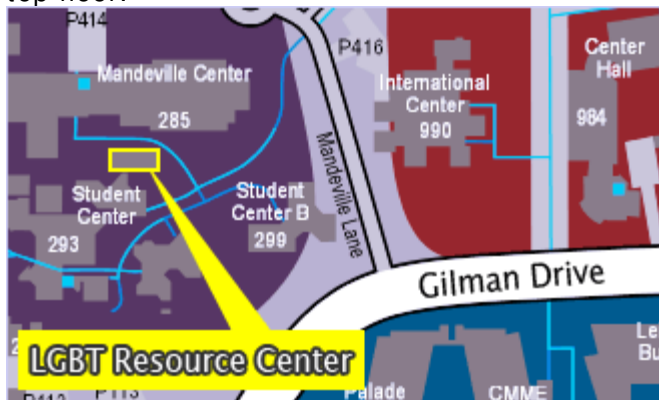 P414
P416
Center
Hall
Mandeville Center
International
Center
990
984
285
Mandeville Lane
Student
Center
Student
Center B
293
299
Gilman Drive
LGBT Resource Center
Palade
CMME